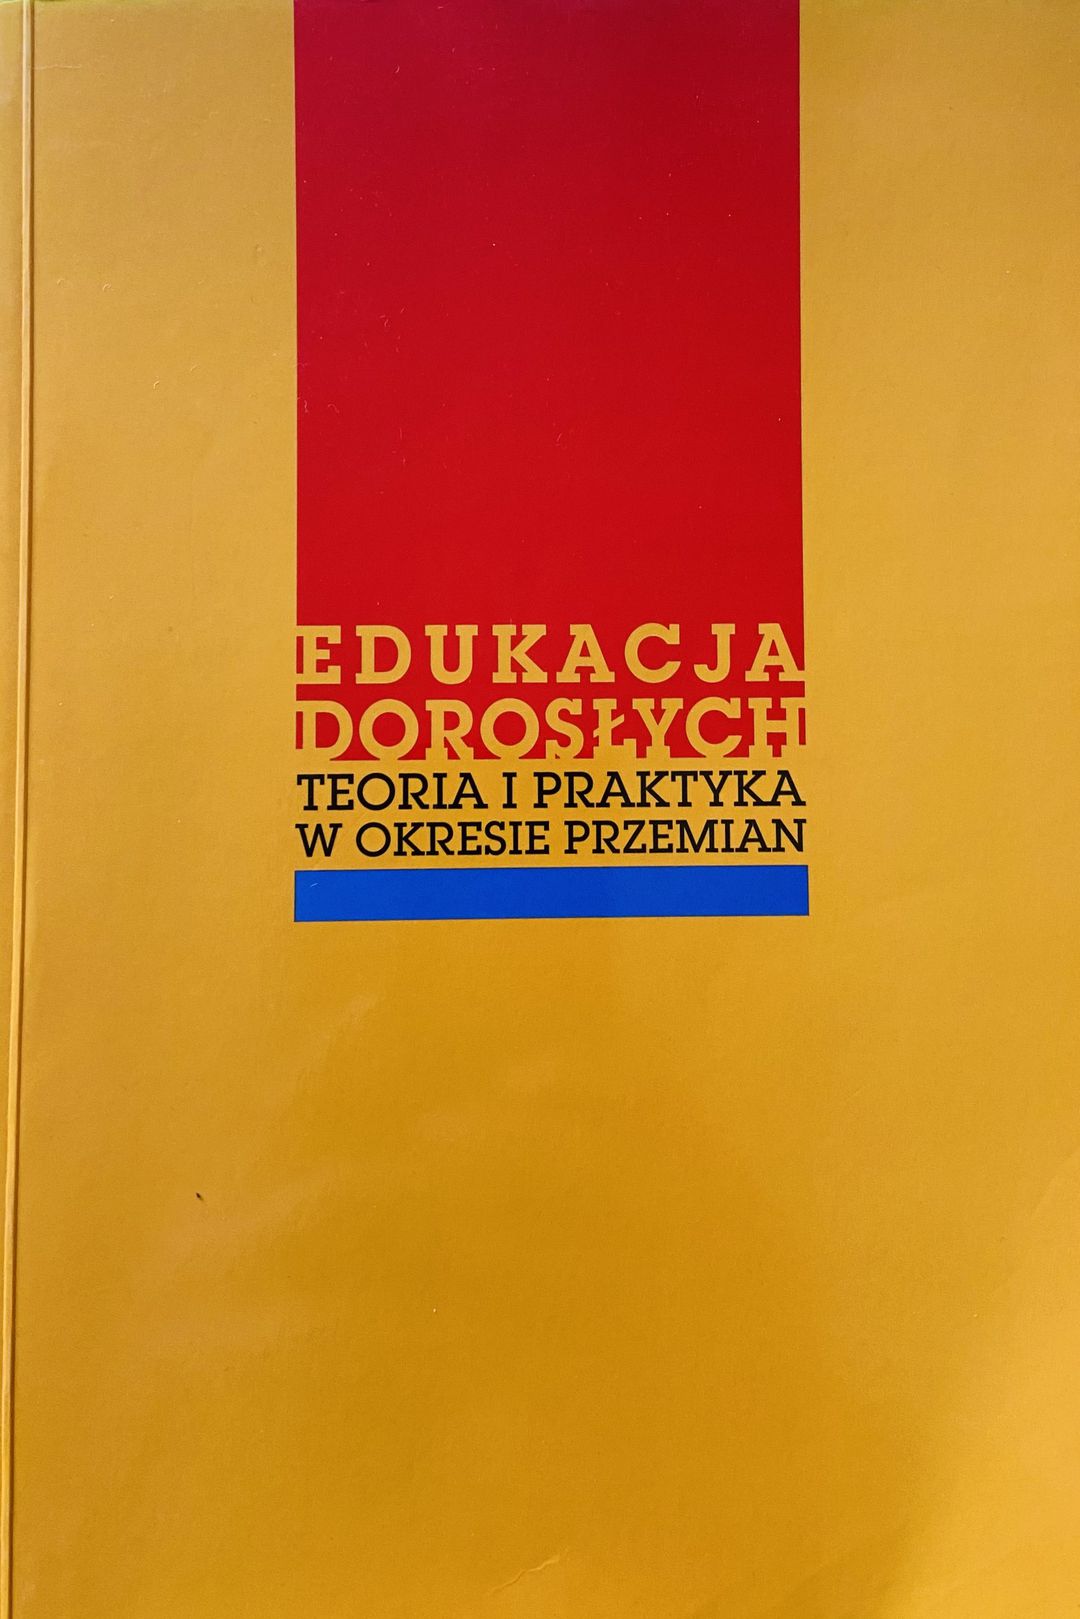 EDUKACJA
DOROSŁYCH
TEORIA I PRAKTYKA
W OKRESIE PRZEMIAN